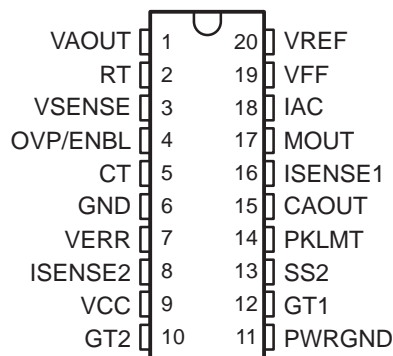 VAOUT 1 20 VREF
RT 2 19 VFF
VSENSE 3 18 IAC
OVP/ENBL 4 17 MOUT
CT 5 16 ISENSE1
GND 6 15 CAOUT
VERR 7 14 PKLMT
ISENSE2 8 13 SS2
VCC 9 12 GT1
GT2 10 11 PWRGND